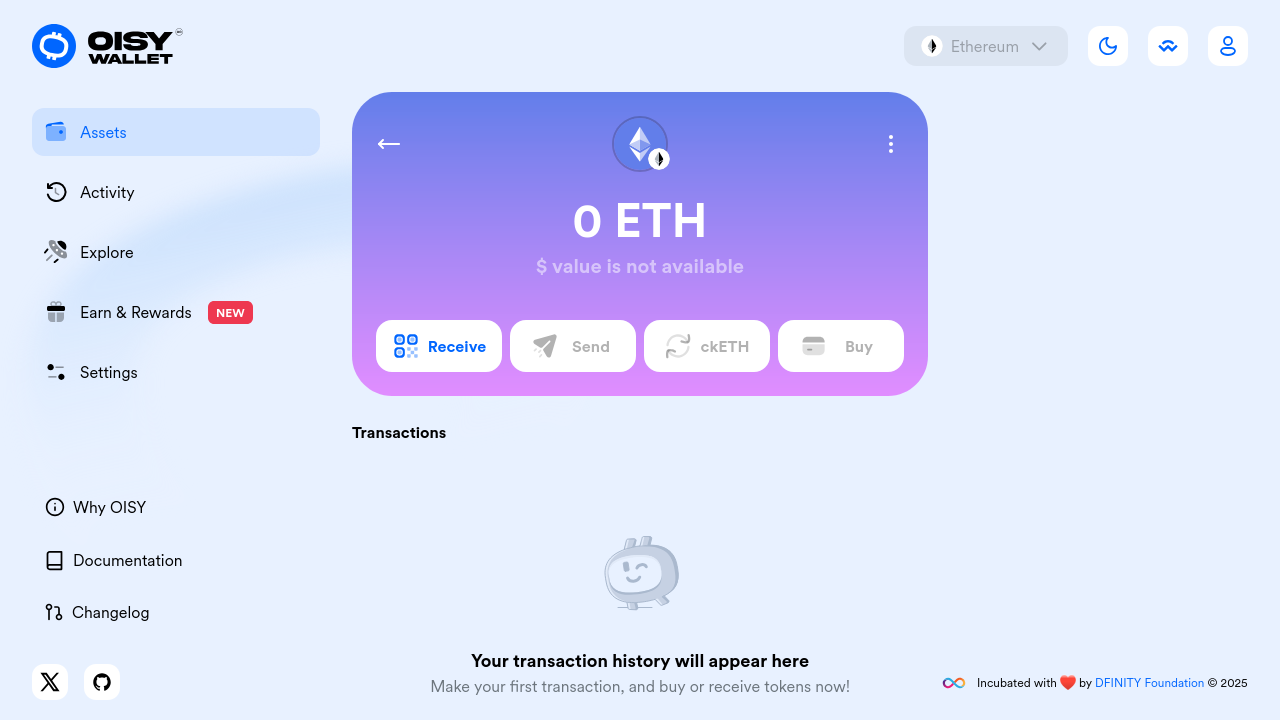 OISY
WALLET
Ethereum
Assets
Activity
Explore
Earn & Rewards NEW
Settings
Why OISY
Documentation
Changelog
0 ETH
$ value is not available
Receive
Send
ckETH
Buy
Transactions
Your transaction history will appear here
Make your first transaction, and buy or receive tokens now!
Incubated with ❤️ by DFINITY Foundation © 2025